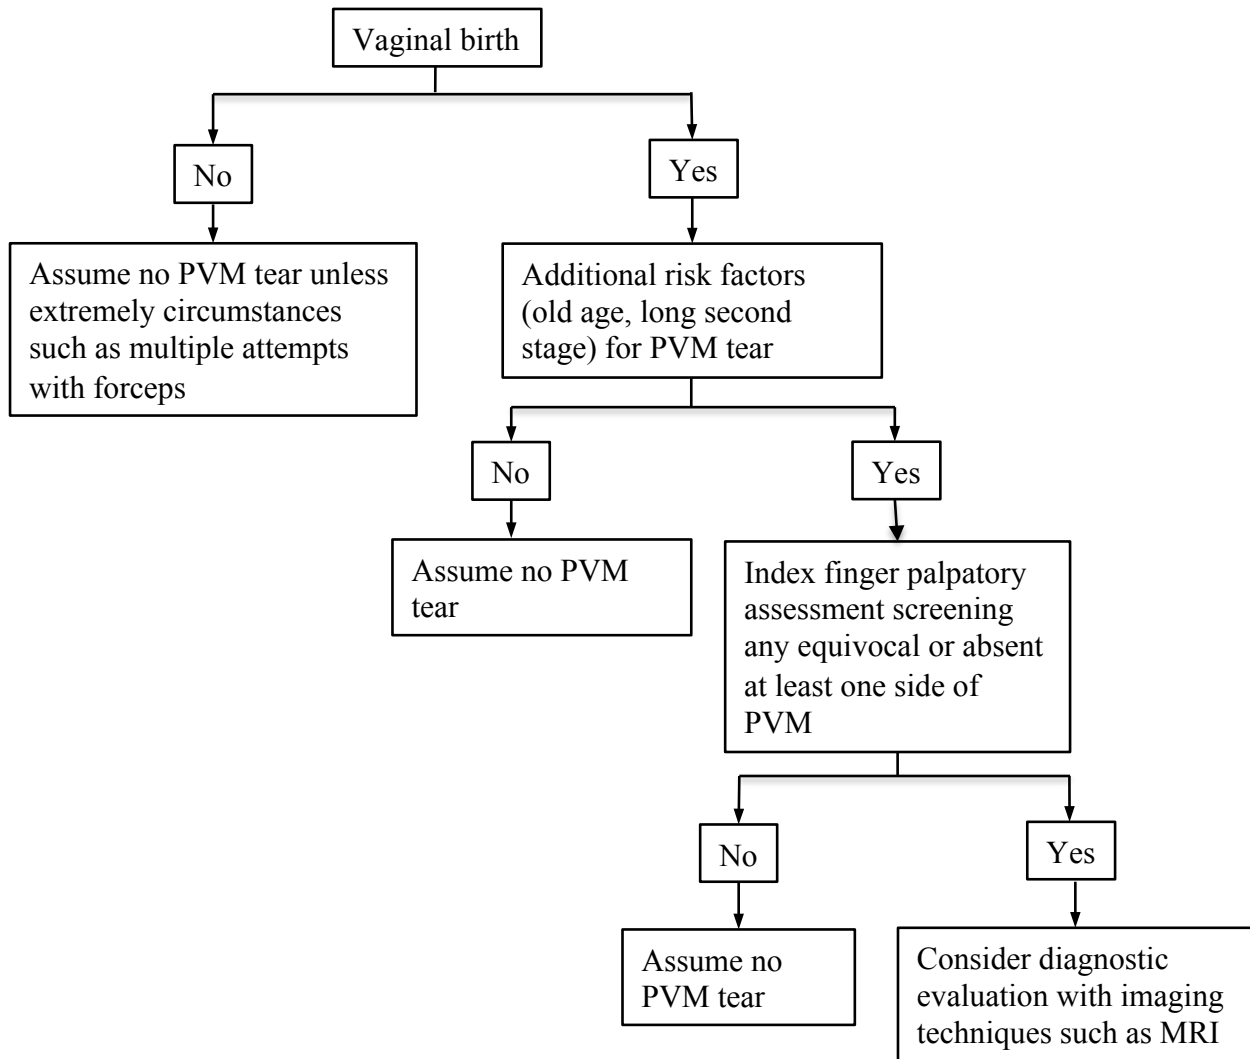 Vaginal birth
No
Yes
Assume no PVM tear unless
extremely circumstances
such as multiple attempts
with forceps
Additional risk factors
(old age, long second
stage) for PVM tear
No
Yes
Assume no PVM
tear
Index finger palpatory
assessment screening
any equivocal or absent
at least one side of
PVM
No
Yes
Assume no
PVM tear
Consider diagnostic
evaluation with imaging
techniques such as MRI